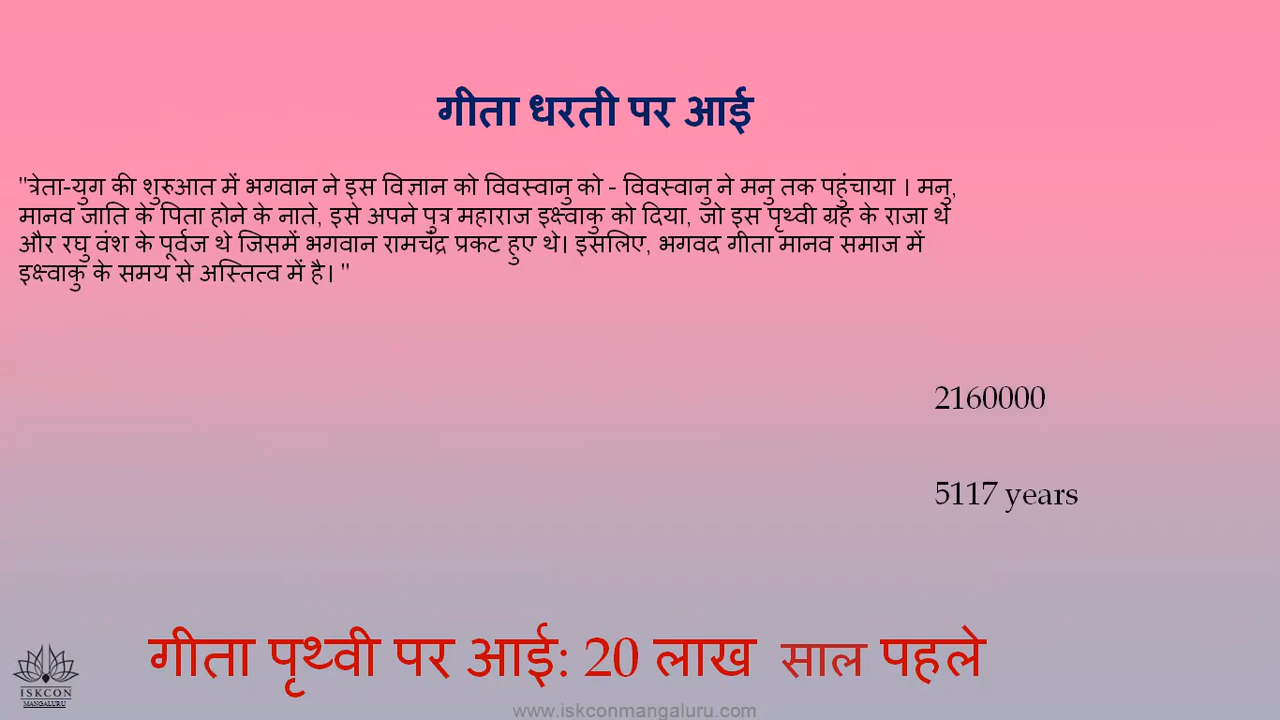 गीता धरती पर आई
"त्रेता-युग की शुरुआत में भगवान ने इस विज्ञान को विवस्वानु को - विवस्वानु ने मनु तक पहुंचाया । मनु,
मानव जाति के पिता होने के नाते, इसे अपने पुत्र महाराज इक्ष्वाकु को दिया, जो इस पृथ्वी ग्रह के राजा थे
और रघु वंश के पूर्वज थे जिसमें भगवान रामचंद्र प्रकट हुए थे। इसलिए, भगवद गीता मानव समाज में
इक्ष्वाकु के समय से अस्तित्व में है। "
2160000
5117 years
गीता पृथ्वी पर आई: 20 लाख साल पहले
ISKCON
MANGALURU
www.iskconmangaluru.com